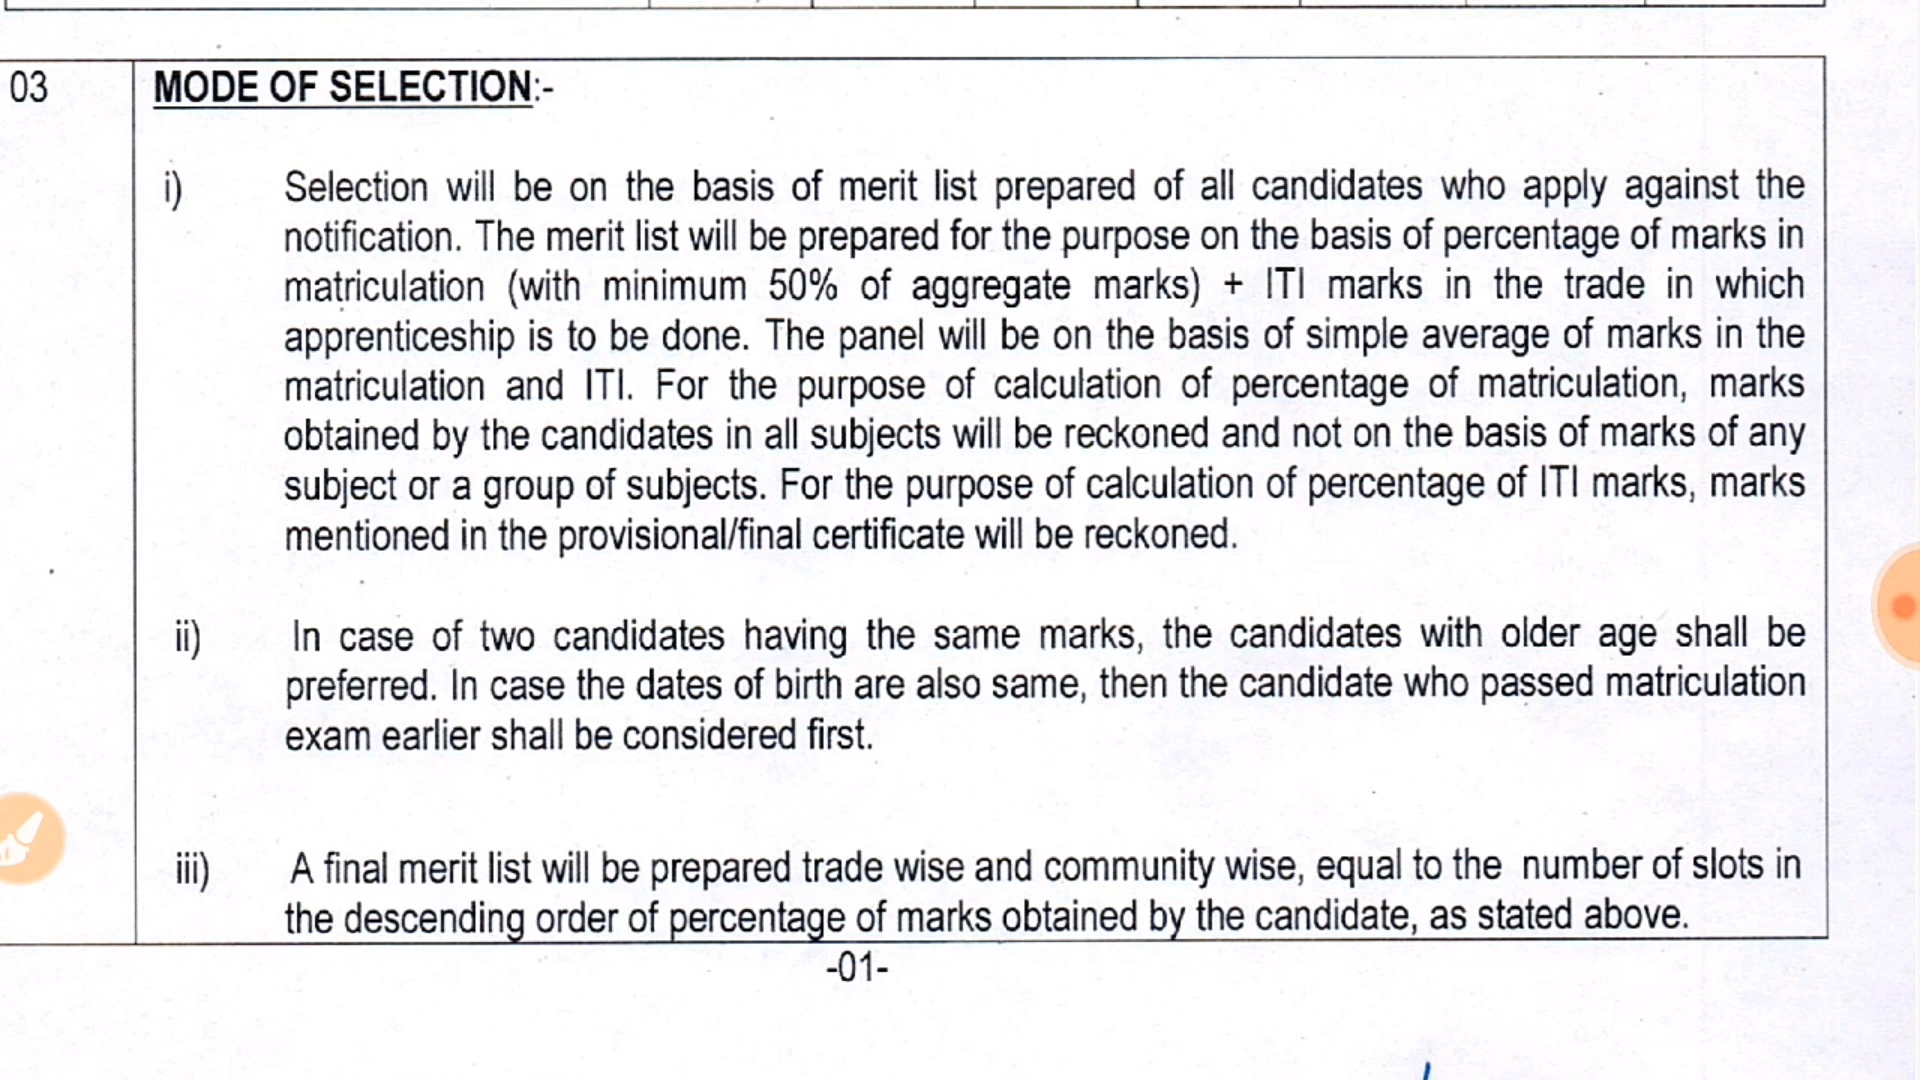 03 MODE OF SELECTION:-
i) Selection will be on the basis of merit list prepared of all candidates who apply against the
notification. The merit list will be prepared for the purpose on the basis of percentage of marks in
matriculation (with minimum 50% of aggregate marks) + ITI marks in the trade in which
apprenticeship is to be done. The panel will be on the basis of simple average of marks in the
matriculation and ITI. For the purpose of calculation of percentage of matriculation, marks
obtained by the candidates in all subjects will be reckoned and not on the basis of marks of any
subject or a group of subjects. For the purpose of calculation of percentage of ITI marks, marks
mentioned in the provisional/final certificate will be reckoned.
ii) In case of two candidates having the same marks, the candidates with older age shall be
preferred. In case the dates of birth are also same, then the candidate who passed matriculation
exam earlier shall be considered first.
iii) A final merit list will be prepared trade wise and community wise, equal to the number of slots in
the descending order of percentage of marks obtained by the candidate, as stated above.
-01-